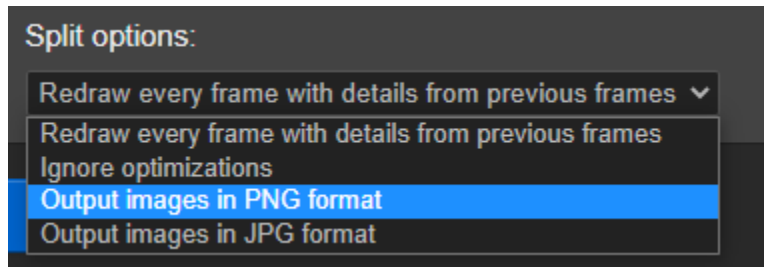 Split options:
Redraw every frame with details from previous frames
Redraw every frame with details from previous frames
Ignore optimizations
Output images in PNG format
Output images in JPG format